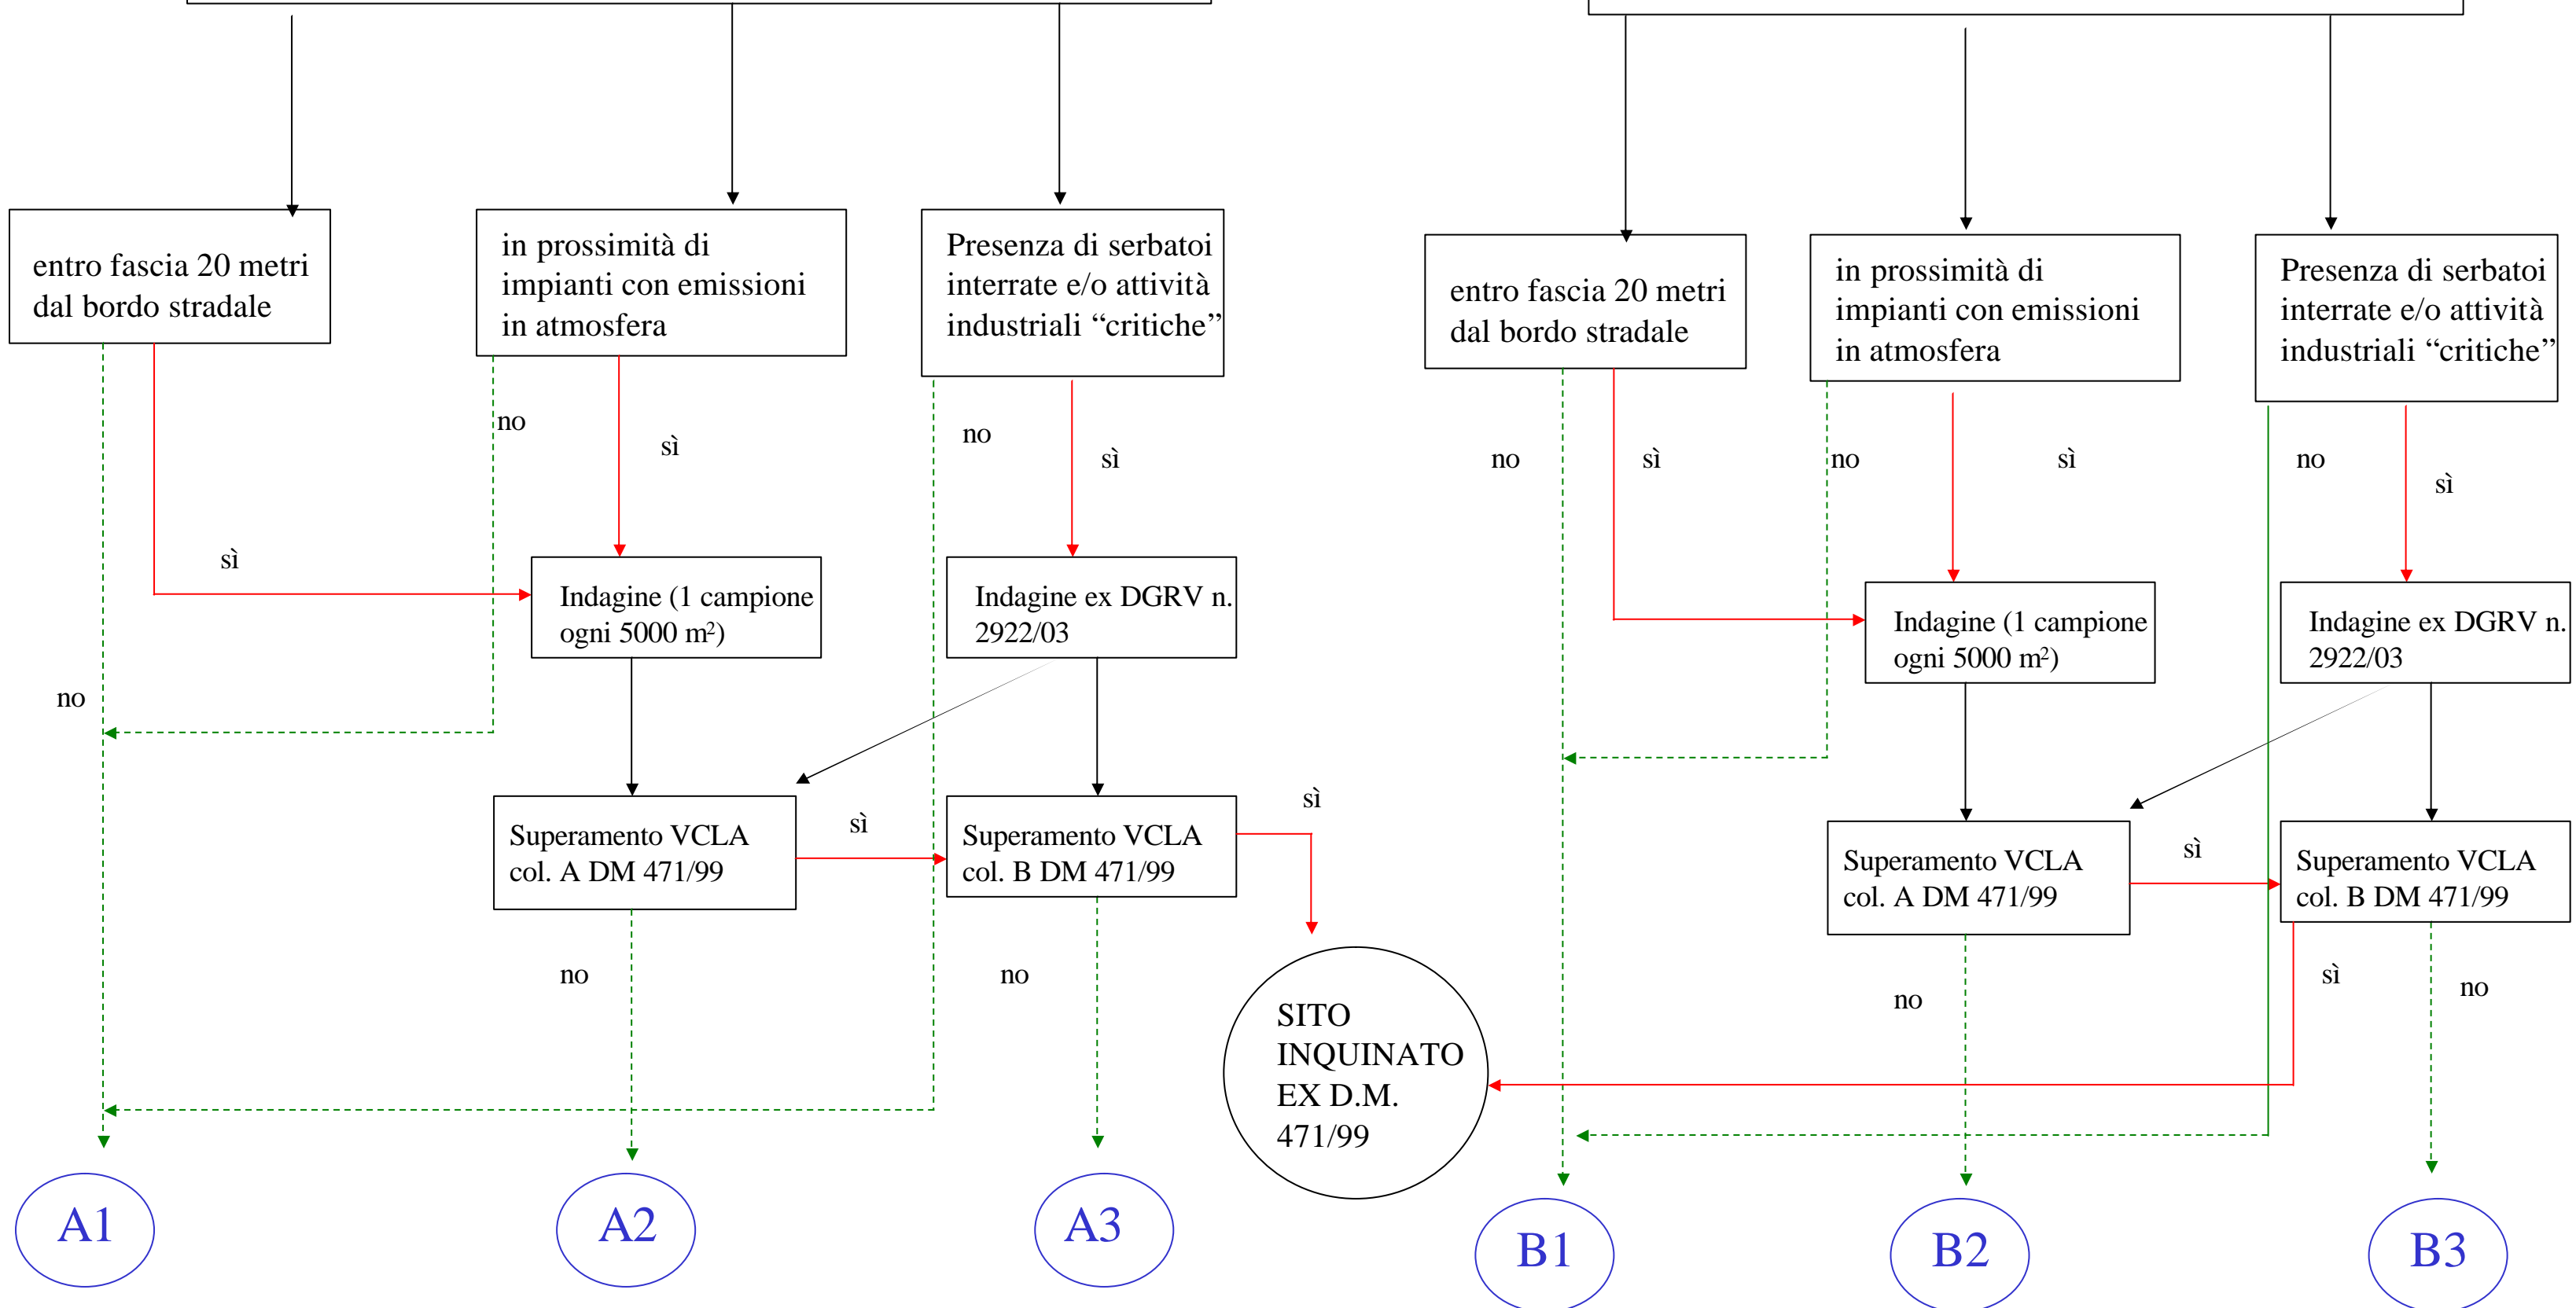 entro fascia 20 metri
dal bordo stradale
in prossimità di
impianti con emissioni
in atmosfera
Presenza di serbatoi
interrate e/o attività
industriali “critiche”
entro fascia 20 metri
dal bordo stradale
in prossimità di
impianti con emissioni
in atmosfera
Presenza di serbatoi
interrate e/o attività
industriali “critiche”
no
sì
no
sì
no
sì
no
sì
no
sì
sì
Indagine (1 campione
ogni 5000 m²)
Indagine ex DGRV n.
2922/03
Indagine (1 campione
ogni 5000 m²)
Indagine ex DGRV n.
2922/03
no
Superamento VCLA
col. A DM 471/99
sì
Superamento VCLA
col. B DM 471/99
sì
Superamento VCLA
col. A DM 471/99
sì
Superamento VCLA
col. B DM 471/99
no
no
no
sì
no
SITO
INQUINATO
EX D.M.
471/99
A1
A2
A3
B1
B2
B3